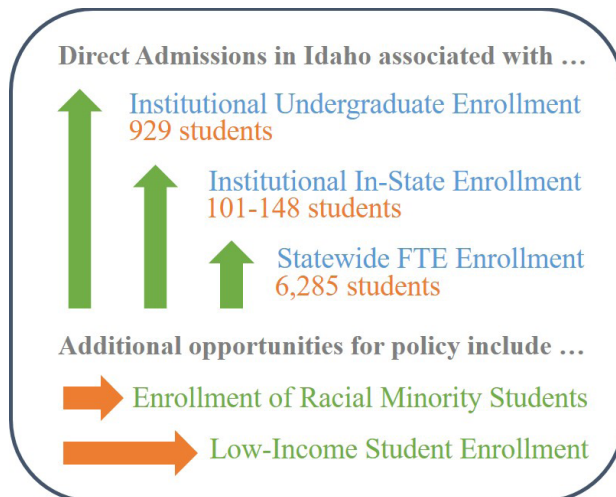 Direct Admissions in Idaho associated with …
Institutional Undergraduate Enrollment
929 students
Institutional In-State Enrollment
101-148 students
Statewide FTE Enrollment
6,285 students
Additional opportunities for policy include …
Enrollment of Racial Minority Students
Low-Income Student Enrollment